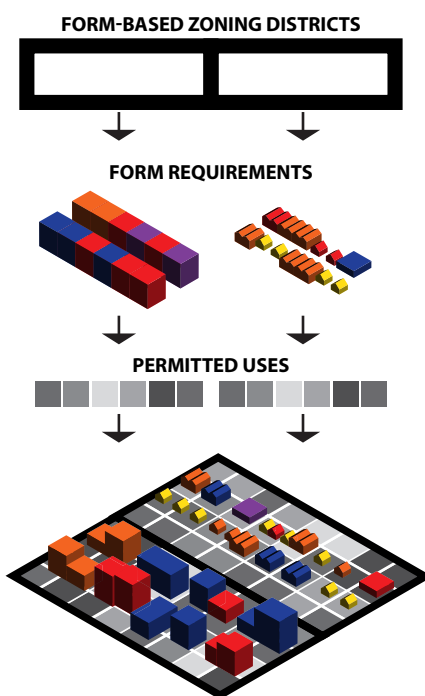 FORM-BASED ZONING DISTRICTS
FORM REQUIREMENTS
PERMITTED USES